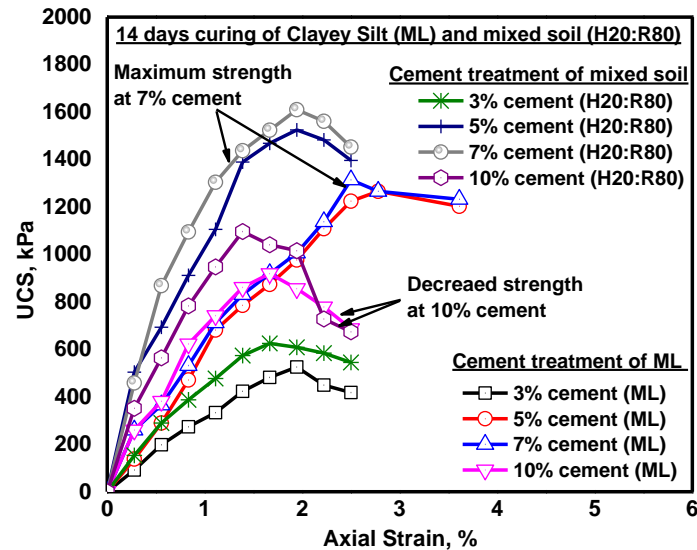 14 days curing of Clayey Silt (ML) and mixed soil (H20:R80)
Maximum strength
at 7% cement
Cement treatment of mixed soil
3% cement (H20:R80)
5% cement (H20:R80)
7% cement (H20:R80)
10% cement (H20:R80)
Decreaed strength
at 10% cement
Cement treatment of ML
3% cement (ML)
5% cement (ML)
7% cement (ML)
10% cement (ML)
UCS, kPa
2000
1800
1600
1400
1200
1000
800
600
400
200
0
0 1 2 3 4 5 6
Axial Strain, %